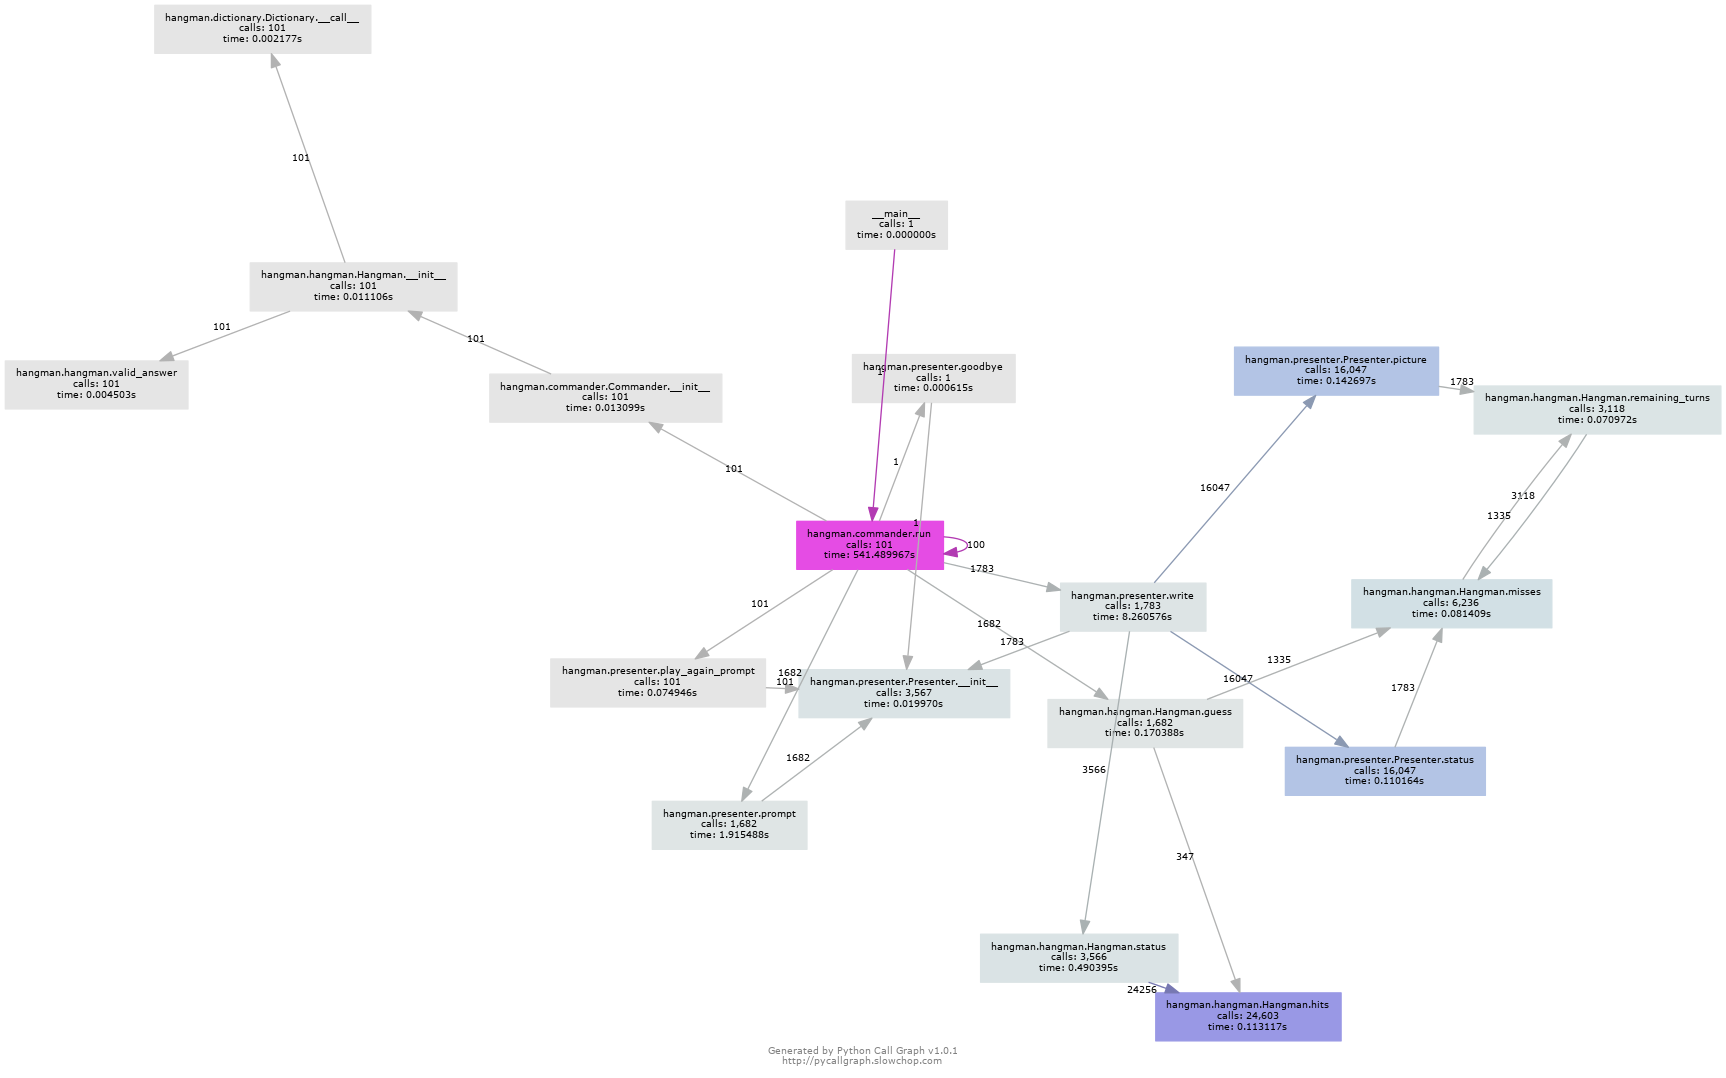 hangman.dictionary.Dictionary.__call__
calls: 101
time: 0.002177s
101
__main__
calls: 1
time: 0.000000s
hangman.hangman.Hangman.__init__
calls: 101
time: 0.011106s
101
101
hangman.hangman.valid_answer
calls: 101
time: 0.004503s
hangman.commander.Commander.__init__
calls: 101
time: 0.013099s
hangman.presenter.goodbye
calls: 1
time: 0.000615s
1
hangman.presenter.Presenter.picture
calls: 16,047
time: 0.142697s
1783
hangman.hangman.Hangman.remaining_turns
calls: 3,118
time: 0.070972s
101
1
16047
3118
1335
1
hangman.commander.run
calls: 101
time: 541.489967s
100
1783
hangman.presenter.write
calls: 1,783
time: 8.260576s
hangman.hangman.Hangman.misses
calls: 6,236
time: 0.081409s
101
1682
1783
1335
hangman.presenter.play_again_prompt
calls: 101
time: 0.074946s
1682
101
hangman.presenter.Presenter.__init__
calls: 3,567
time: 0.019970s
16047
1783
hangman.hangman.Hangman.guess
calls: 1,682
time: 0.170388s
1682
3566
hangman.presenter.Presenter.status
calls: 16,047
time: 0.110164s
hangman.presenter.prompt
calls: 1,682
time: 1.915488s
347
hangman.hangman.Hangman.status
calls: 3,566
time: 0.490395s
24256
hangman.hangman.Hangman.hits
calls: 24,603
time: 0.113117s
Generated by Python Call Graph v1.0.1
http://pycallgraph.slowchop.com